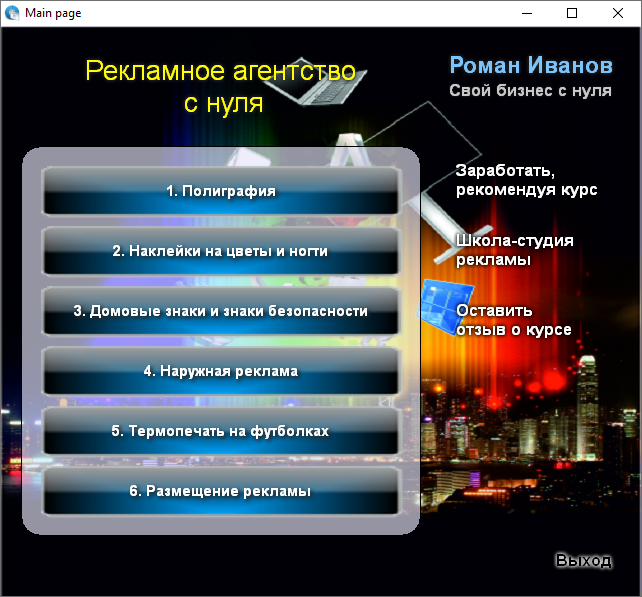 Main page
Рекламное агентство
с нуля
Роман Иванов
Свой бизнес с нуля
1. Полиграфия
2. Наклейки на цветы и ногти
3. Домовые знаки и знаки безопасности
4. Наружная реклама
5. Термопечать на футболках
6. Размещение рекламы
Заработать,
рекомендуя курс
Школа-студия
рекламы
Оставить
отзыв о курсе
Выход